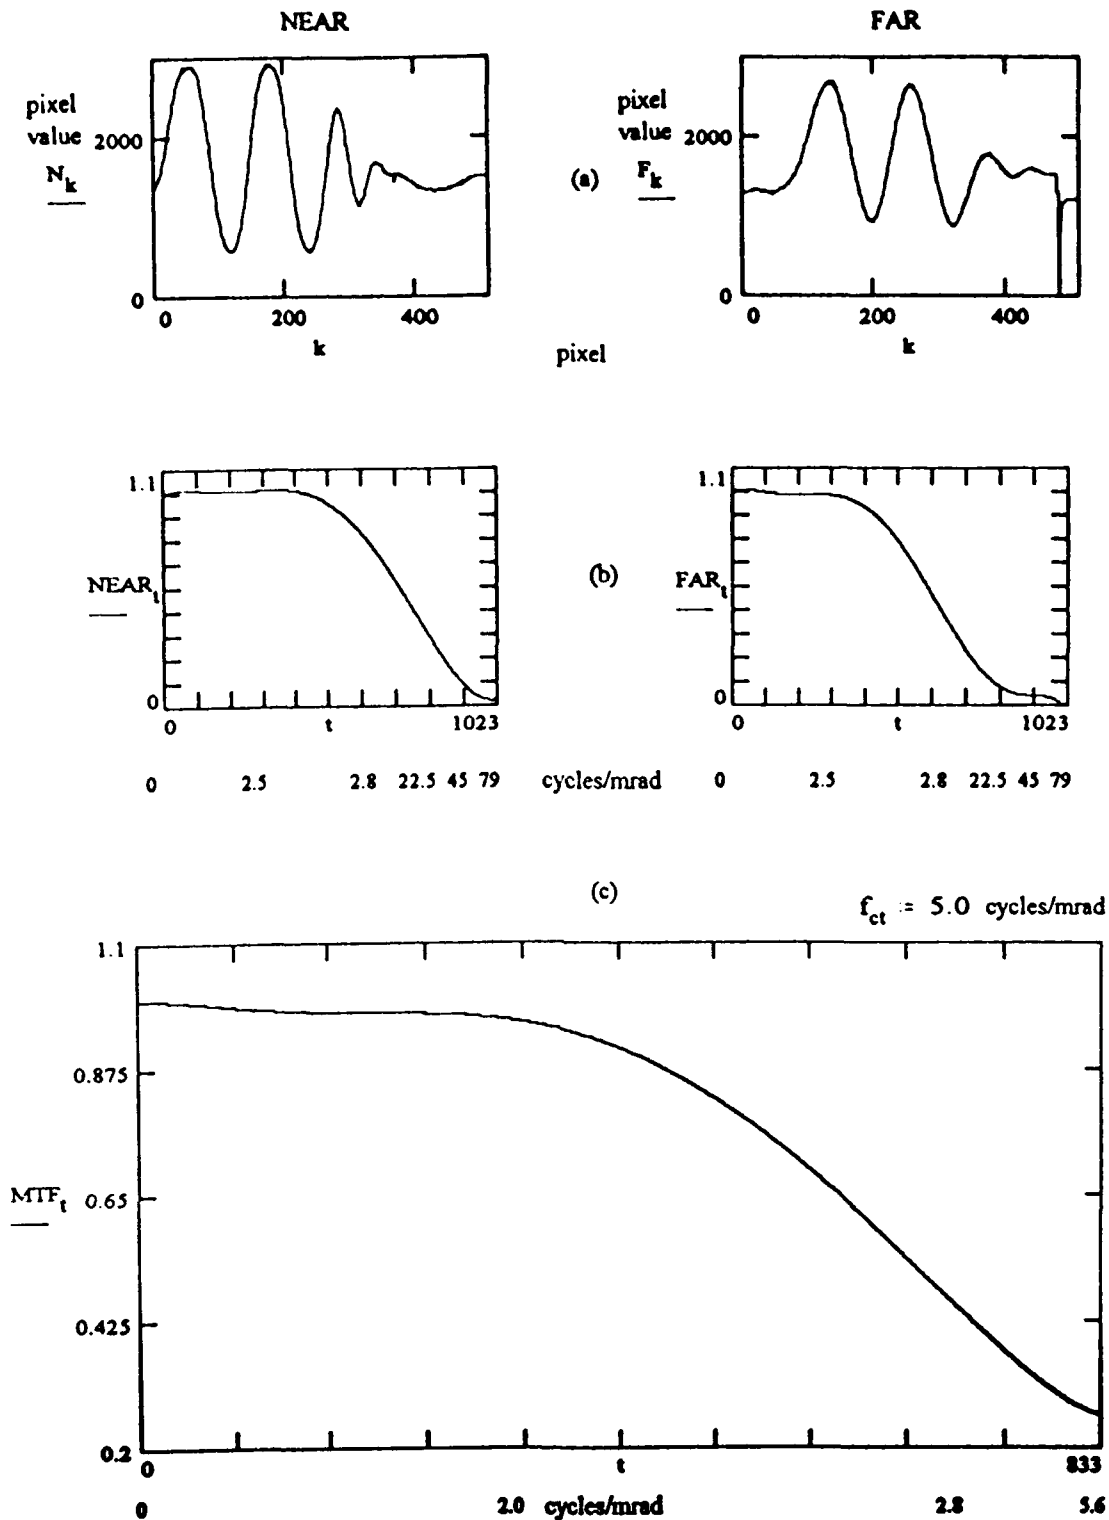 NEAR
FAR
pixel
value
N_k
2000
0
0 200 400
k
(a)
pixel
pixel
value
F_k
2000
0
0 200 400
k
1.1
NEAR_t
0
0 t 1023
(b)
1.1
FAR_t
0
0 t 1023
0 2.5 2.8 22.5 45 79 cycles/mrad 0 2.5 2.8 22.5 45 79
(c)
f_ct := 5.0 cycles/mrad
1.1
0.875
MTF_t 0.65
0.425
0.2
0 t 833
0 2.0 cycles/mrad 2.8 5.6